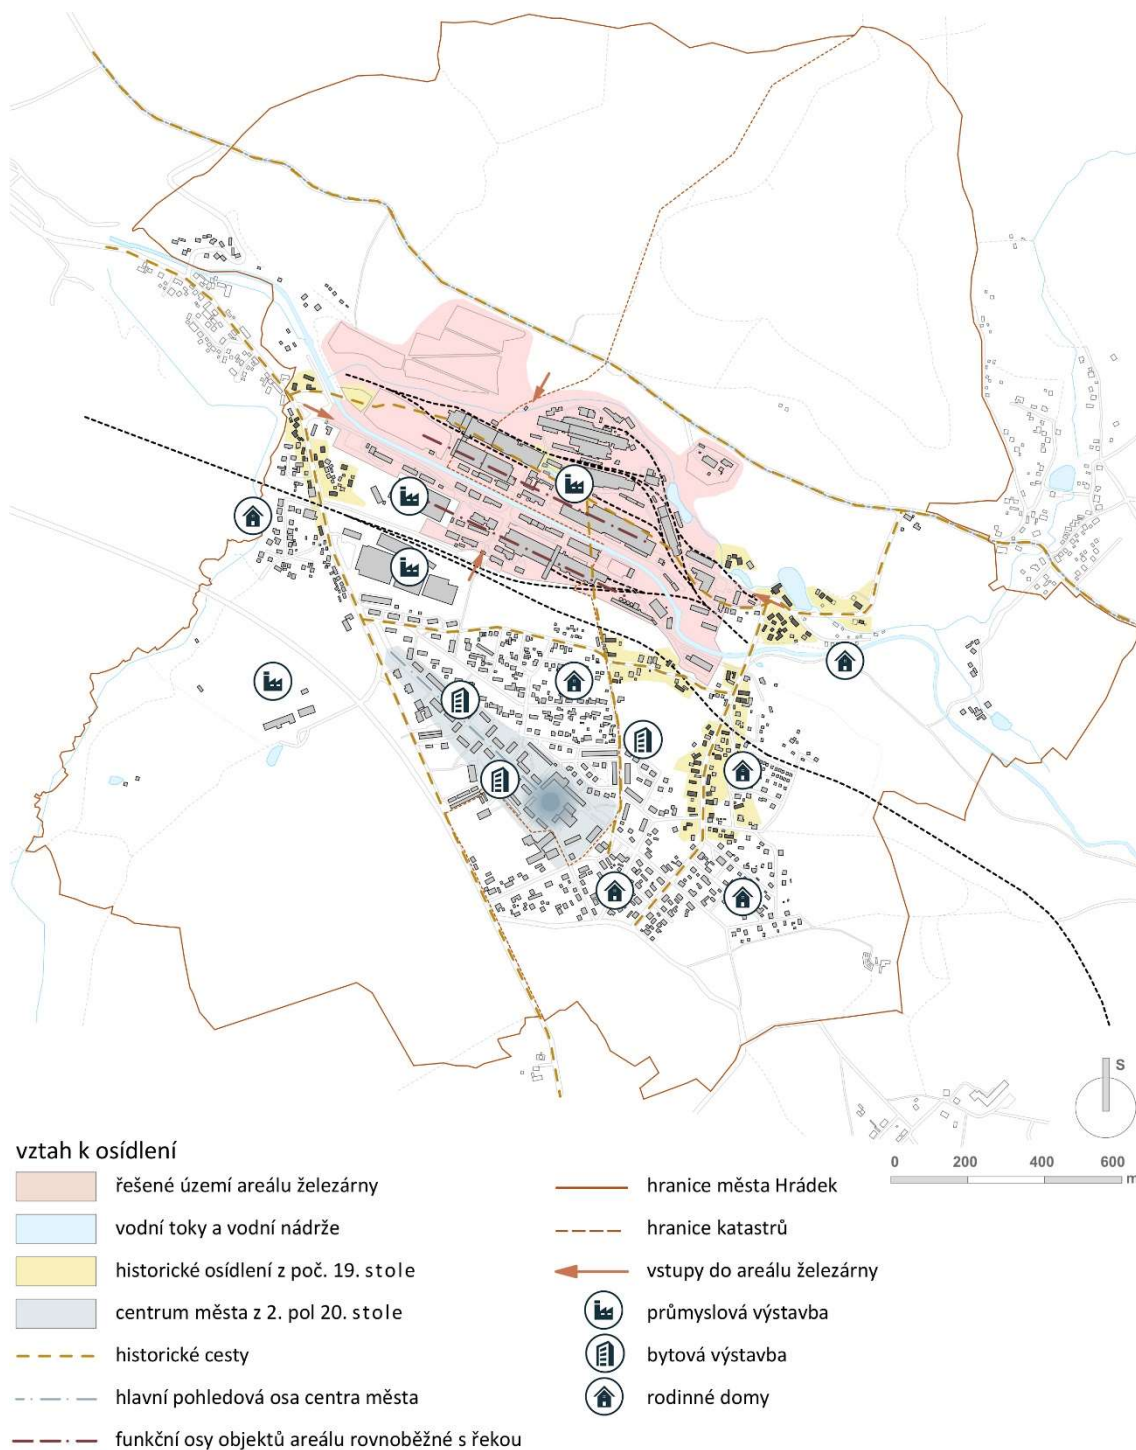 S
0 200 400 600
m
vztah k osídlení
řešené území areálu železárny
vodní toky a vodní nádrže
historické osídlení z poč. 19. stole
centrum města z 2. pol 20. stole
historické cesty
hlavní pohledová osa centra města
funkční osy objektů areálu rovnoběžné s řekou
hranice města Hrádek
hranice katastrů
vstupy do areálu železárny
průmyslová výstavba
bytová výstavba
rodinné domy